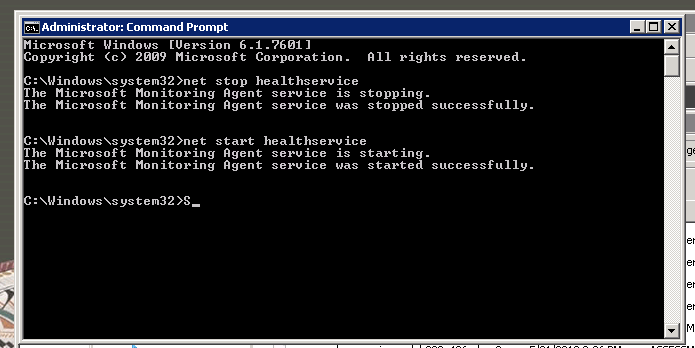 Administrator: Command Prompt
Microsoft Windows [Version 6.1.7601]
Copyright (c) 2009 Microsoft Corporation.  All rights reserved.
C:\Windows\system32>net stop healthservice
The Microsoft Monitoring Agent service is stopping.
The Microsoft Monitoring Agent service was stopped successfully.
C:\Windows\system32>net start healthservice
The Microsoft Monitoring Agent service is starting.
The Microsoft Monitoring Agent service was started successfully.
C:\Windows\system32>S_